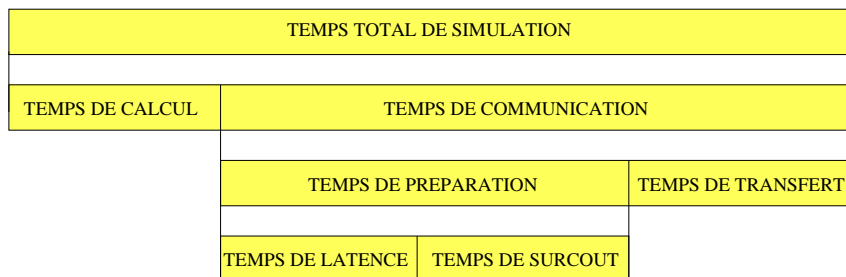 TEMPS TOTAL DE SIMULATION
TEMPS DE CALCUL
TEMPS DE COMMUNICATION
TEMPS DE PREPARATION
TEMPS DE TRANSFERT
TEMPS DE LATENCE
TEMPS DE SURCOUT